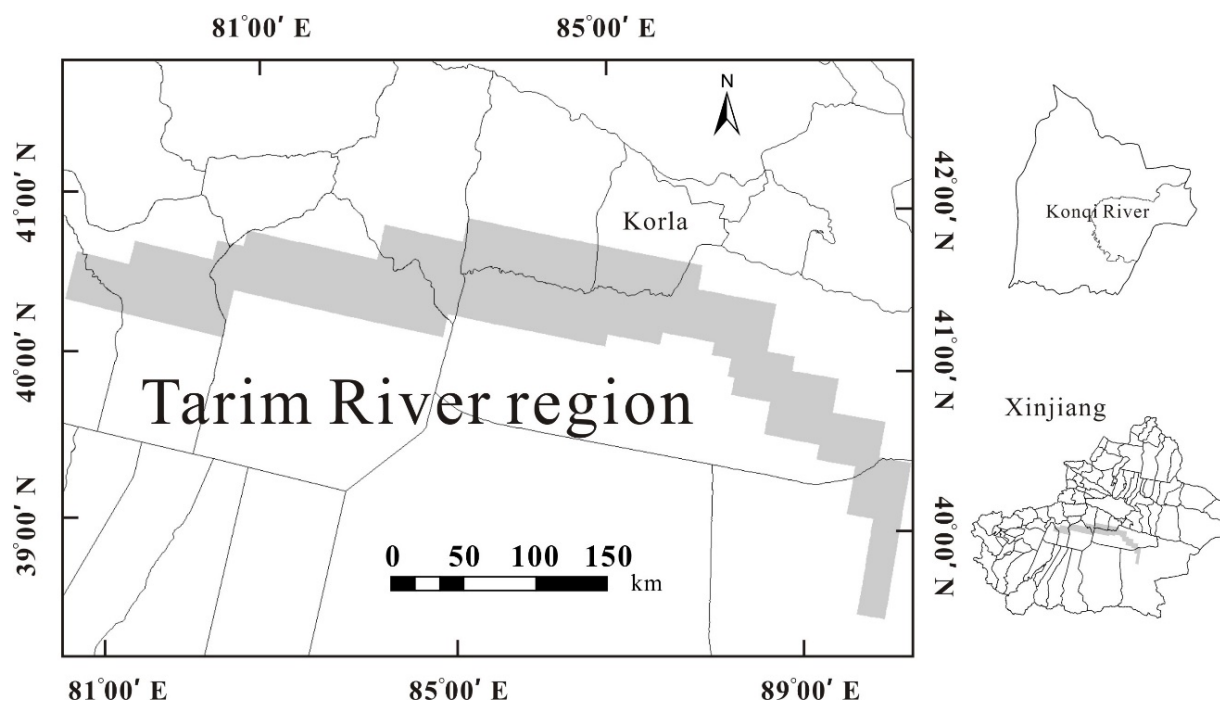 81°00′ E
85°00′ E
N
41°00′ N
42°00′ N
Korla
Konqi River
40°00′ N
41°00′ N
Tarim River region
Xinjiang
39°00′ N
40°00′ N
0 50 100 150
km
81°00′ E
85°00′ E
89°00′ E